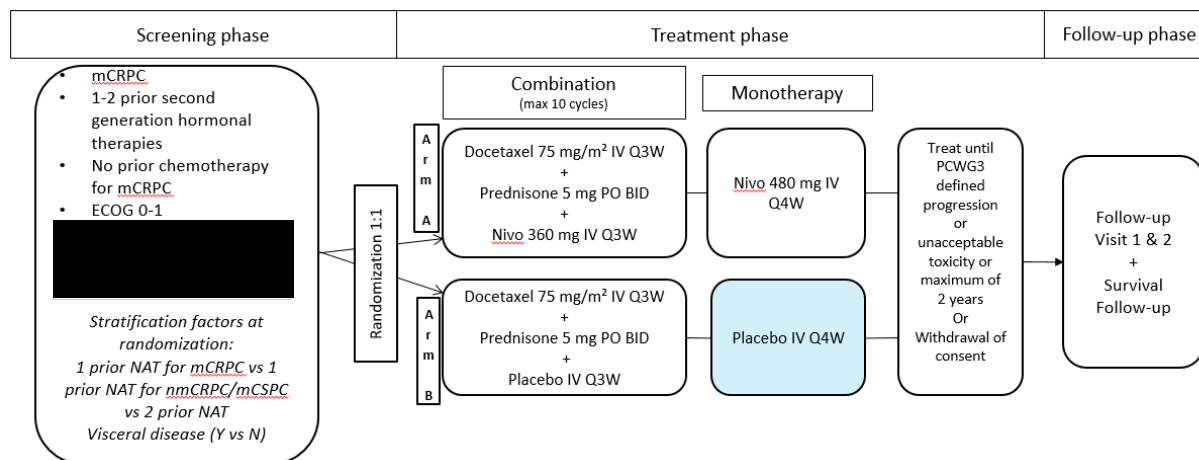 Screening phase
Treatment phase
Follow-up phase
• mCRPC
• 1-2 prior second
generation hormonal
therapies
• No prior chemotherapy
for mCRPC
• ECOG 0-1
Stratification factors at
randomization:
1 prior NAT for mCRPC vs 1
prior NAT for nmCRPC/mCSPC
vs 2 prior NAT
Visceral disease (Y vs N)
Randomization 1:1
Combination
(max 10 cycles)
Monotherapy
Arm A
Docetaxel 75 mg/m² IV Q3W
+
Prednisone 5 mg PO BID
+
Nivo 360 mg IV Q3W
Nivo 480 mg IV
Q4W
Arm B
Docetaxel 75 mg/m² IV Q3W
+
Prednisone 5 mg PO BID
+
Placebo IV Q3W
Placebo IV Q4W
Treat until
PCWG3
defined
progression
or
unacceptable
toxicity or
maximum of
2 years
Or
Withdrawal of
consent
Follow-up
Visit 1 & 2
+
Survival
Follow-up